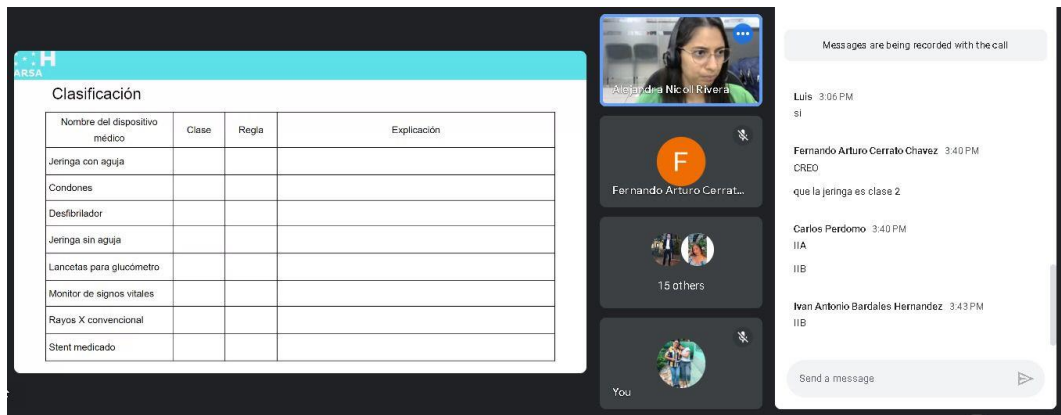 H
ARSA
Clasificación
Nombre del dispositivo
médico
Clase
Regla
Explicación
Jeringa con aguja
Condones
Desfibrilador
Jeringa sin aguja
Lancetas para glucómetro
Monitor de signos vitales
Rayos X convencional
Stent medicado
Alejandra Nicoll Rivera
F
Fernando Arturo Cerrat...
15 others
You
Messages are being recorded with the call
Luis 3:06 PM
si
Fernando Arturo Cerrato Chavez 3:40 PM
CREO
que la jeringa es clase 2
Carlos Perdomo 3:40 PM
IIA
IIB
Ivan Antonio Bardales Hernandez 3:43 PM
IIB
Send a message